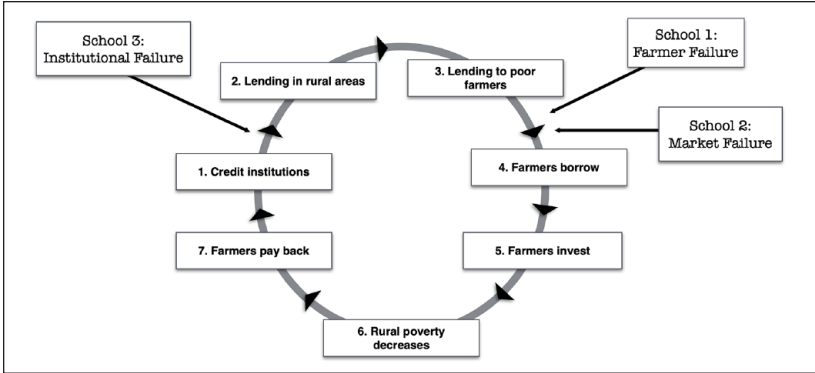 School 3:
Institutional Failure
School 1:
Farmer Failure
2. Lending in rural areas
3. Lending to poor
farmers
School 2:
Market Failure
1. Credit institutions
4. Farmers borrow
7. Farmers pay back
5. Farmers invest
6. Rural poverty
decreases